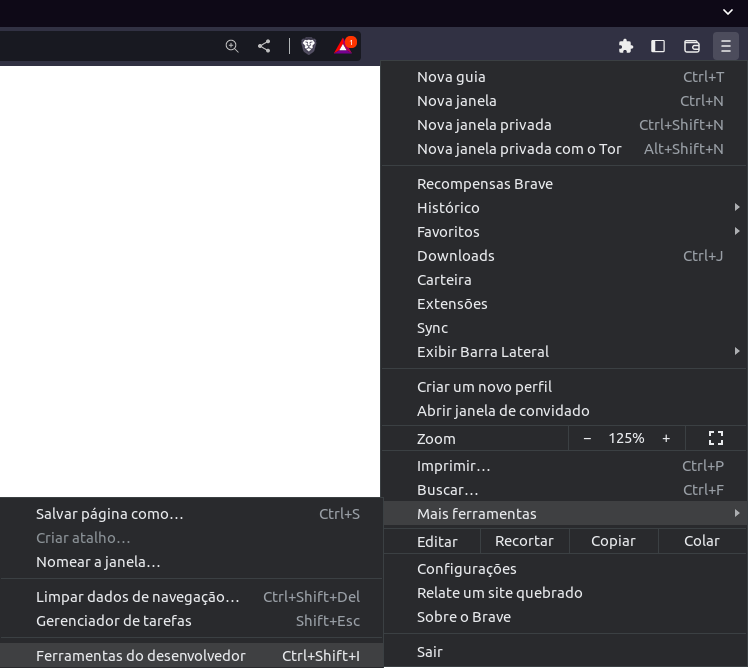 1
Nova guia Ctrl+T
Nova janela Ctrl+N
Nova janela privada Ctrl+Shift+N
Nova janela privada com o Tor Alt+Shift+N
Recompensas Brave
Histórico
Favoritos
Downloads Ctrl+J
Carteira
Extensões
Sync
Exibir Barra Lateral
Criar um novo perfil
Abrir janela de convidado
Zoom − 125% +
Imprimir… Ctrl+P
Buscar… Ctrl+F
Mais ferramentas
Editar Recortar Copiar Colar
Configurações
Relate um site quebrado
Sobre o Brave
Sair
Salvar página como… Ctrl+S
Criar atalho…
Nomear a janela…
Limpar dados de navegação… Ctrl+Shift+Del
Gerenciador de tarefas Shift+Esc
Ferramentas do desenvolvedor Ctrl+Shift+I